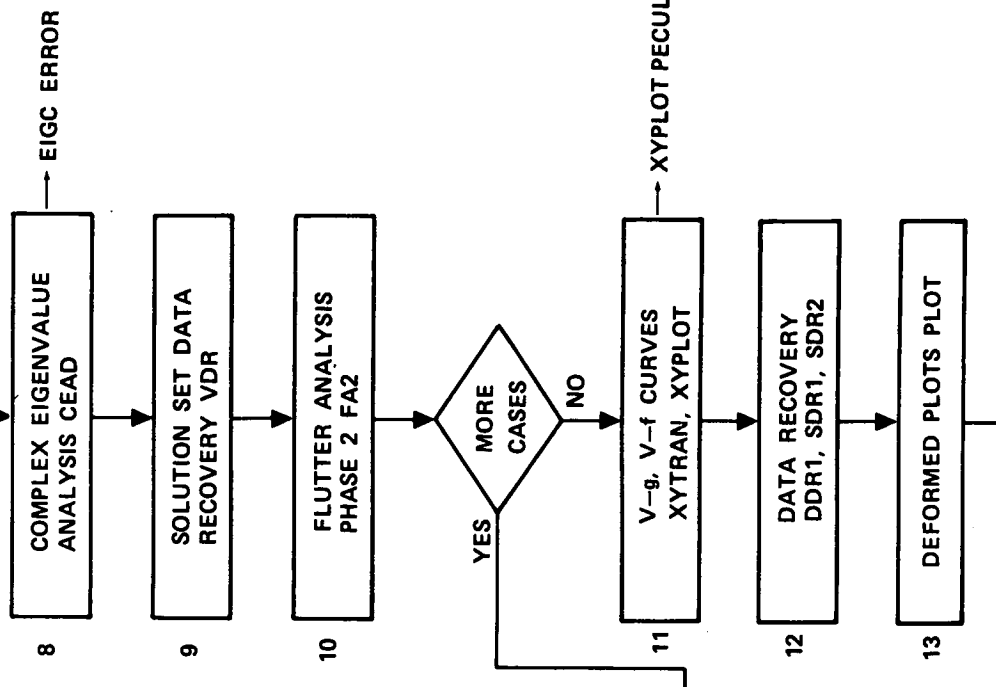 8
COMPLEX EIGENVALUE
ANALYSIS CEAD
EIGC ERROR
9
SOLUTION SET DATA
RECOVERY VDR
10
FLUTTER ANALYSIS
PHASE 2 FA2
MORE
CASES
YES
NO
11
V-g, V-f CURVES
XYTRAN, XYPLOT
XYPLOT PECUL
12
DATA RECOVERY
DDR1, SDR1, SDR2
13
DEFORMED PLOTS PLOT